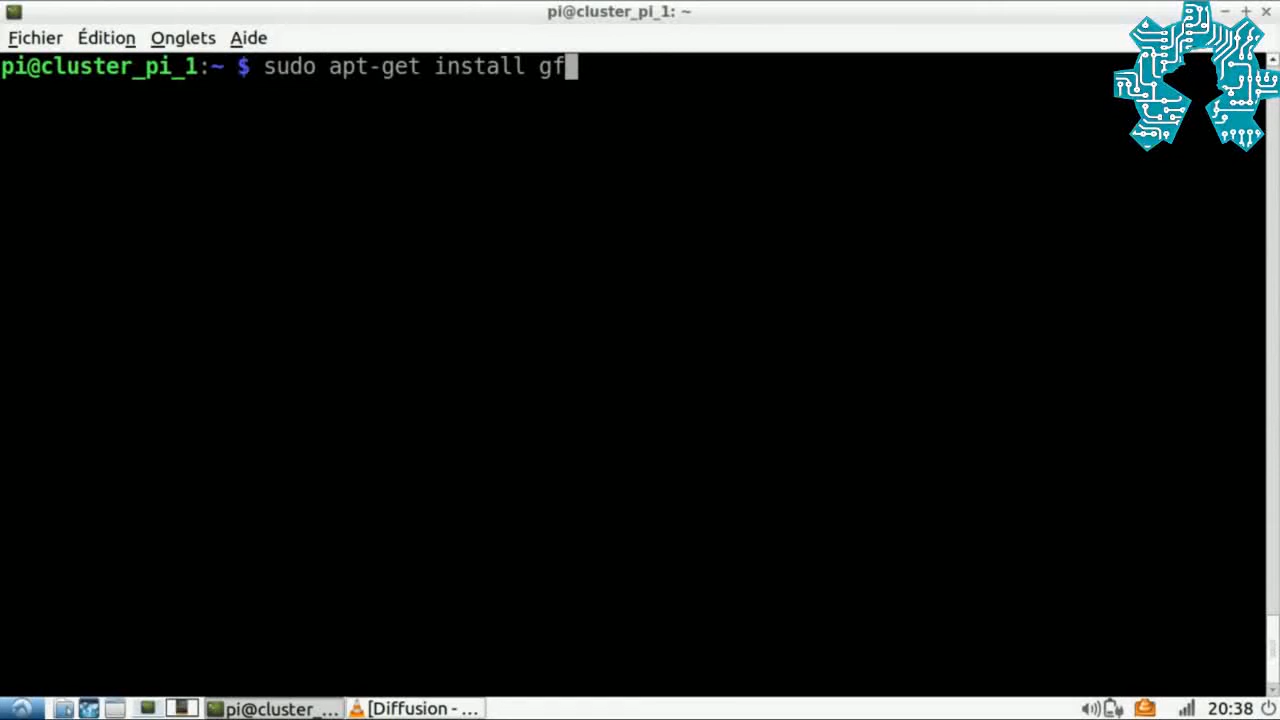 pi@cluster_pi_1: ~
Fichier Édition Onglets Aide
pi@cluster_pi_1:~ $ sudo apt-get install gf
pi@cluster_... [Diffusion - ... 20:38